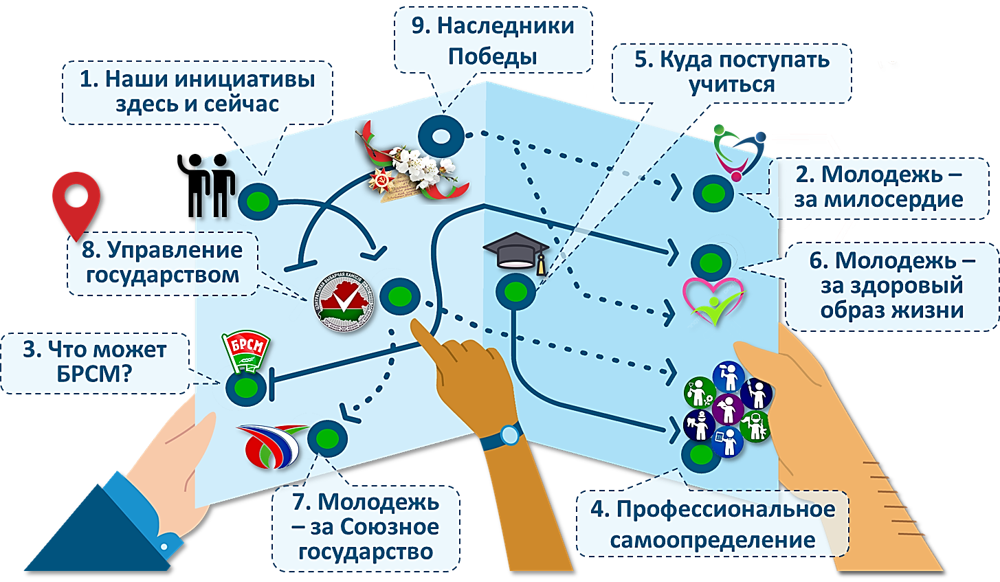 9. Наследники
Победы
5. Куда поступать
учиться
1. Наши инициативы
здесь и сейчас
2. Молодежь –
за милосердие
8. Управление
государством
6. Молодежь –
за здоровый
образ жизни
3. Что может
БРСМ?
БРСМ
7. Молодежь
– за Союзное
государство
4. Профессиональное
самоопределение